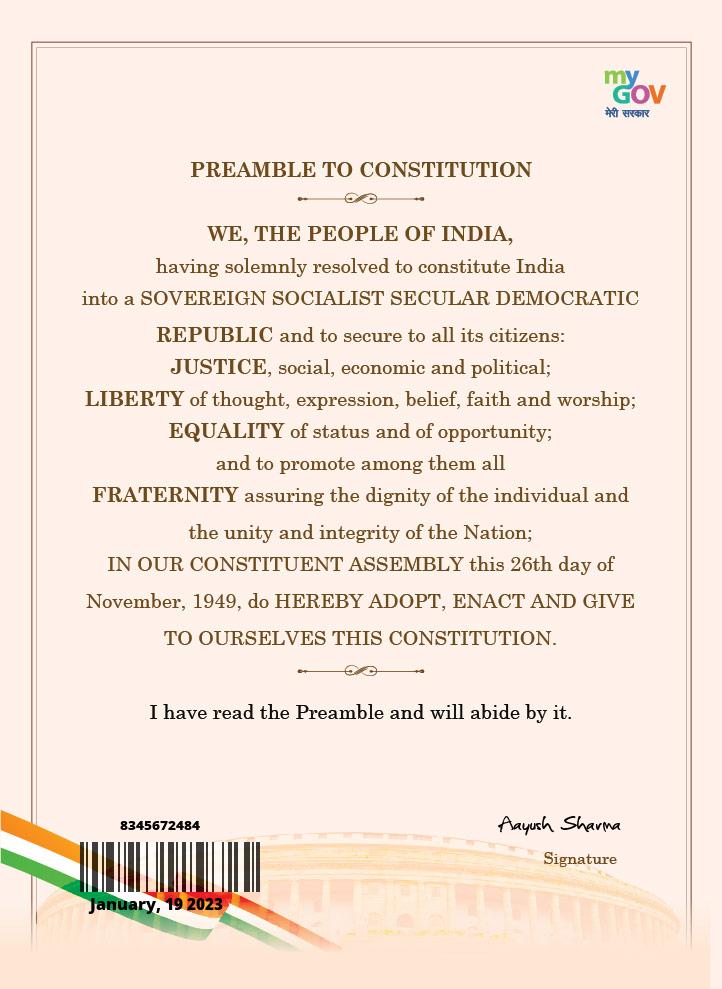 my
GOV
मेरी सरकार
PREAMBLE TO CONSTITUTION
WE, THE PEOPLE OF INDIA,
having solemnly resolved to constitute India
into a SOVEREIGN SOCIALIST SECULAR DEMOCRATIC
REPUBLIC and to secure to all its citizens:
JUSTICE, social, economic and political;
LIBERTY of thought, expression, belief, faith and worship;
EQUALITY of status and of opportunity;
and to promote among them all
FRATERNITY assuring the dignity of the individual and
the unity and integrity of the Nation;
IN OUR CONSTITUENT ASSEMBLY this 26th day of
November, 1949, do HEREBY ADOPT, ENACT AND GIVE
TO OURSELVES THIS CONSTITUTION.
I have read the Preamble and will abide by it.
8345672484
January, 19 2023
Aayush Sharma
Signature